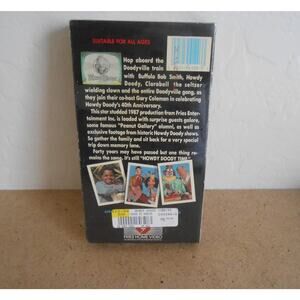 SUITABLE FOR ALL AGES
Hop aboard the
Doodyville train
with Buffalo Bob Smith, Howdy
Doody, Clarabell the seltzer
wielding clown and the entire Doodyville gang, as
they join their co-host Gary Coleman in celebrating
Howdy Doody's 40th Anniversary.
This star studded 1987 production from Fries Enter-
tainment Inc. is loaded with surprise guests galore,
some famous "Peanut Gallery" alumni, as well as
exclusive footage from historic Howdy Doody shows.
So gather the family and sit back for a very special
trip down memory lane.
Forty years may have passed but one thing re-
mains the same. It's still "HOWDY DOODY TIME."
FRIES HOME VIDEO